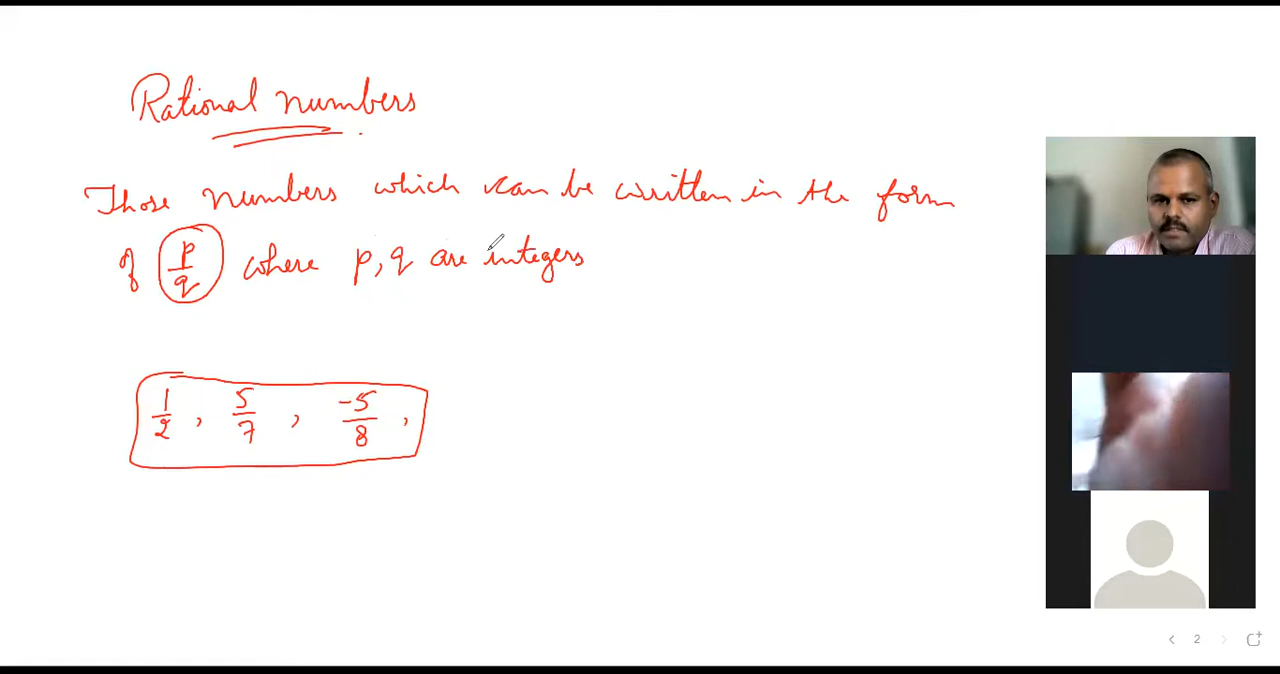 Rational numbers
Those numbers which can be written in the form
of p/q where p, q are integers
1/2 , 5/7 , -5/8 ,
2